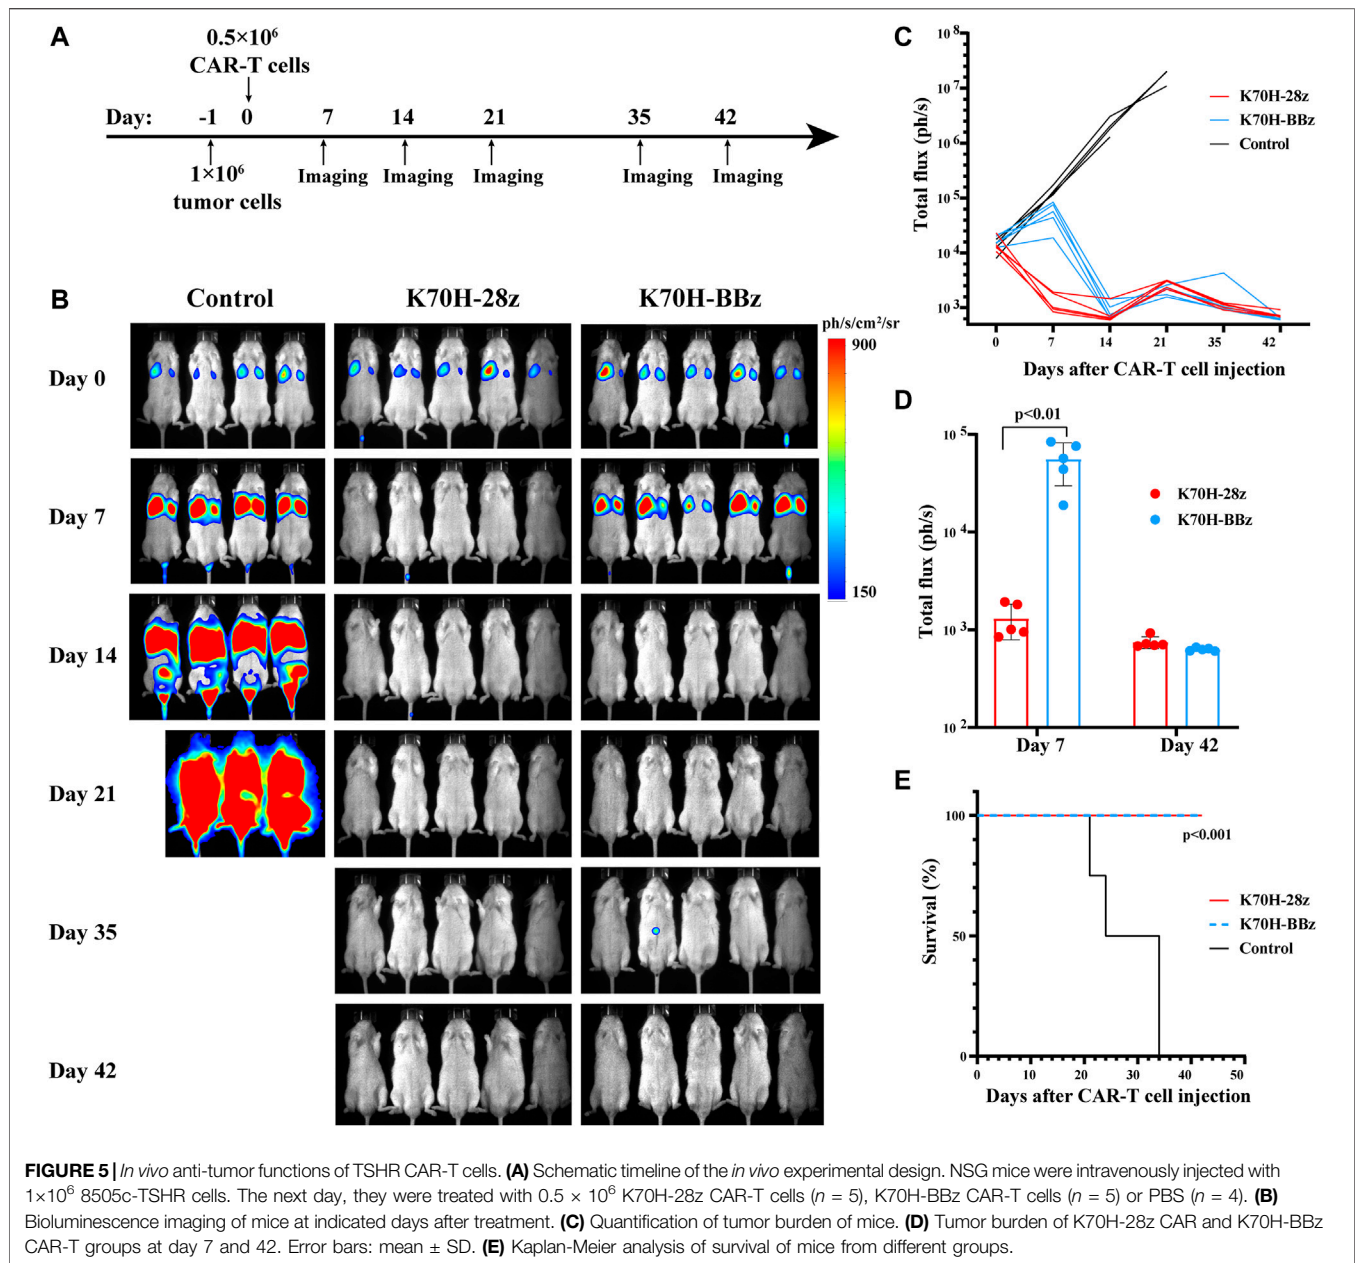 A
0.5×10⁶
CAR-T cells
Day: -1 0 7 14 21 35 42
1×10⁶
tumor cells
Imaging Imaging Imaging Imaging Imaging
B
Control K70H-28z K70H-BBz
ph/s/cm²/sr
900
150
Day 0
Day 7
Day 14
Day 21
Day 35
Day 42
C
Total flux (ph/s)
10⁸
10⁷
10⁶
10⁵
10⁴
10³
0 7 14 21 35 42
Days after CAR-T cell injection
K70H-28z
K70H-BBz
Control
D
p<0.01
Total flux (ph/s)
10⁵
10⁴
10³
10²
Day 7 Day 42
K70H-28z
K70H-BBz
E
Survival (%)
100
50
0
0 10 20 30 40 50
Days after CAR-T cell injection
p<0.001
K70H-28z
K70H-BBz
Control
FIGURE 5 | In vivo anti-tumor functions of TSHR CAR-T cells. (A) Schematic timeline of the in vivo experimental design. NSG mice were intravenously injected with
1×10⁶ 8505c-TSHR cells. The next day, they were treated with 0.5 × 10⁶ K70H-28z CAR-T cells (n = 5), K70H-BBz CAR-T cells (n = 5) or PBS (n = 4). (B)
Bioluminescence imaging of mice at indicated days after treatment. (C) Quantification of tumor burden of mice. (D) Tumor burden of K70H-28z CAR and K70H-BBz
CAR-T groups at day 7 and 42. Error bars: mean ± SD. (E) Kaplan-Meier analysis of survival of mice from different groups.